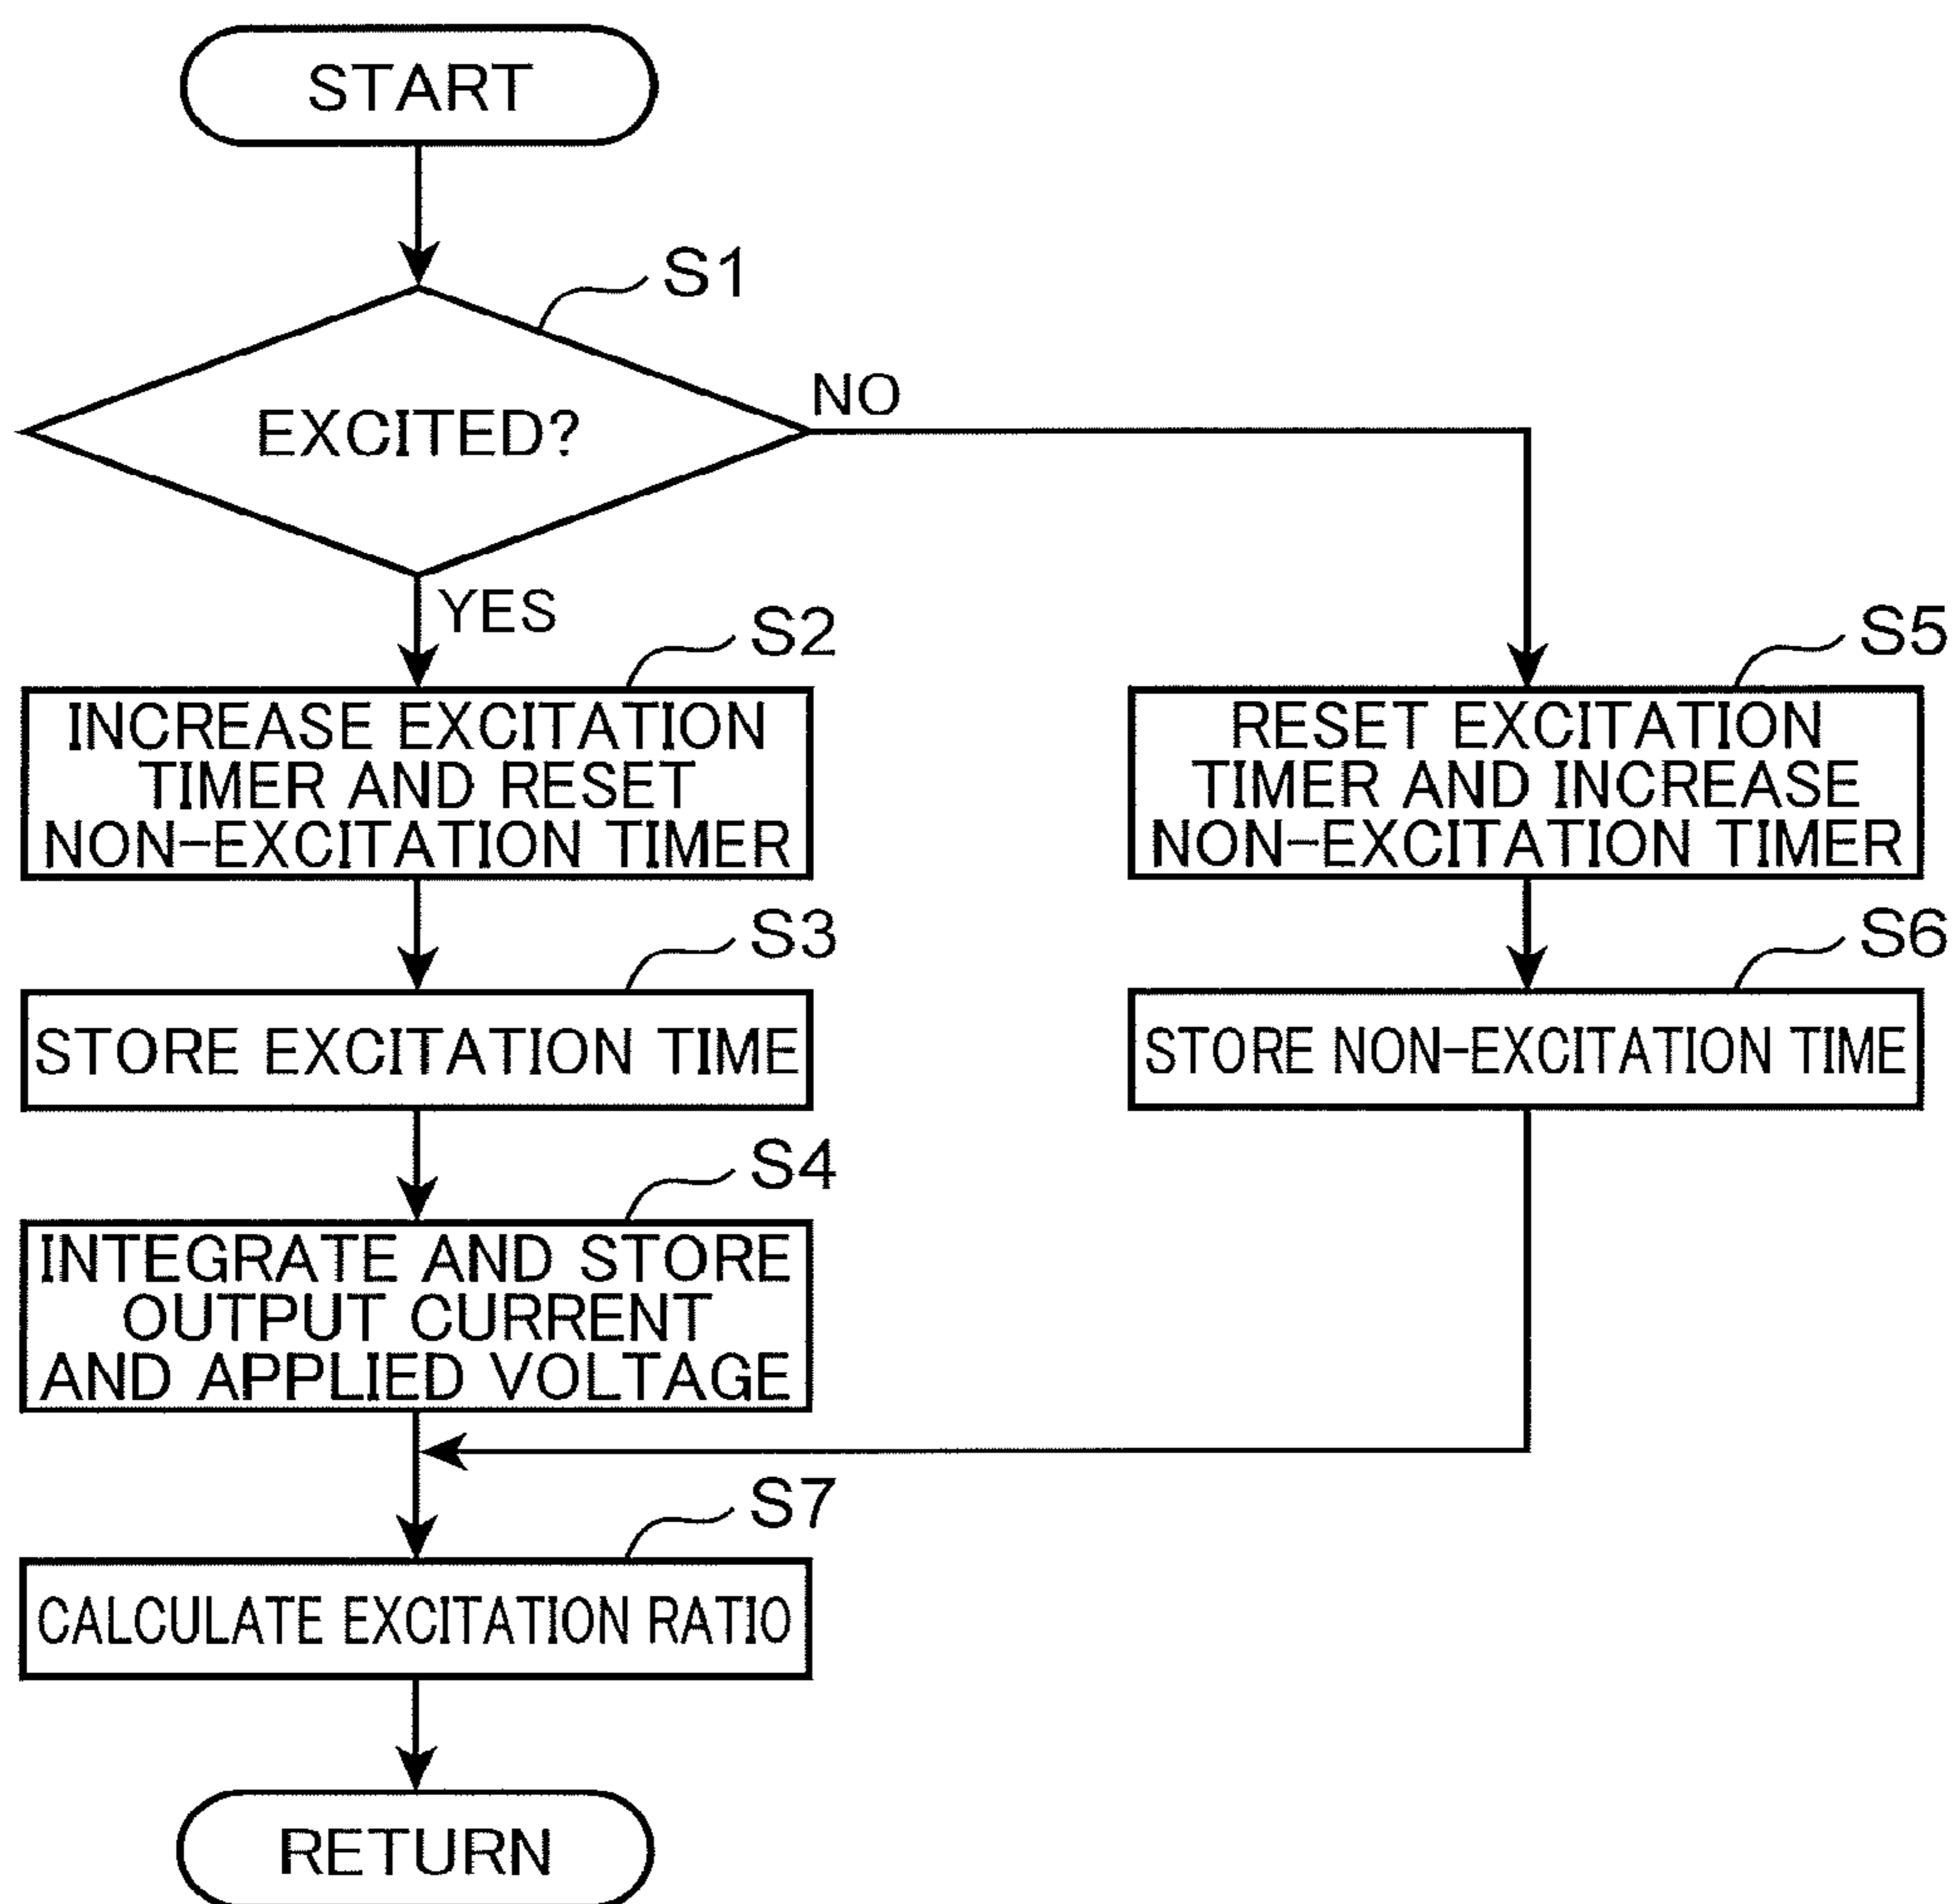 START
S1
EXCITED?
NO
YES
S2
INCREASE EXCITATION
TIMER AND RESET
NON-EXCITATION TIMER
S3
STORE EXCITATION TIME
S4
INTEGRATE AND STORE
OUTPUT CURRENT
AND APPLIED VOLTAGE
S5
RESET EXCITATION
TIMER AND INCREASE
NON-EXCITATION TIMER
S6
STORE NON-EXCITATION TIME
S7
CALCULATE EXCITATION RATIO
RETURN